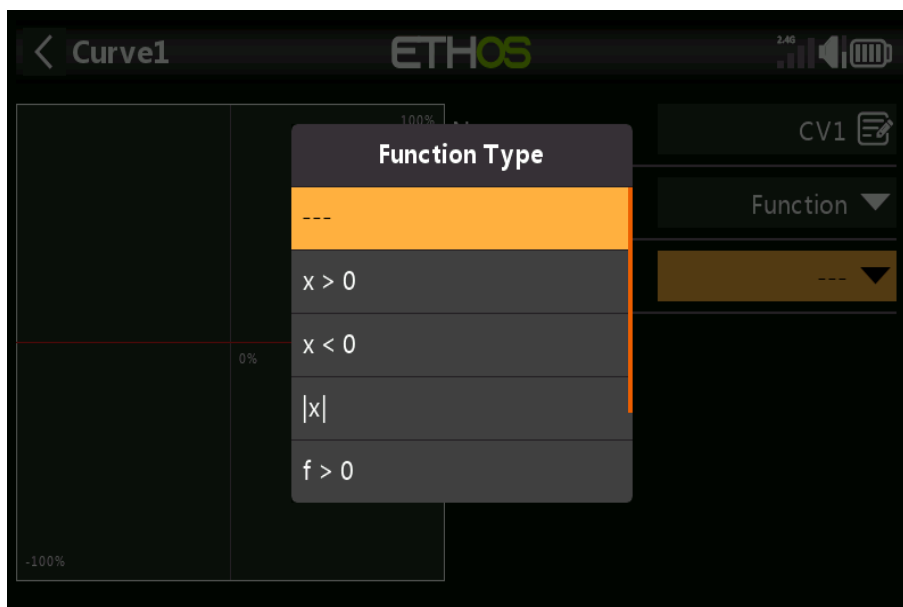 Curve1
ETHOS
2.4G
100%
CV1
Function Type
Function
---
---
x > 0
x < 0
0%
|x|
f > 0
-100%